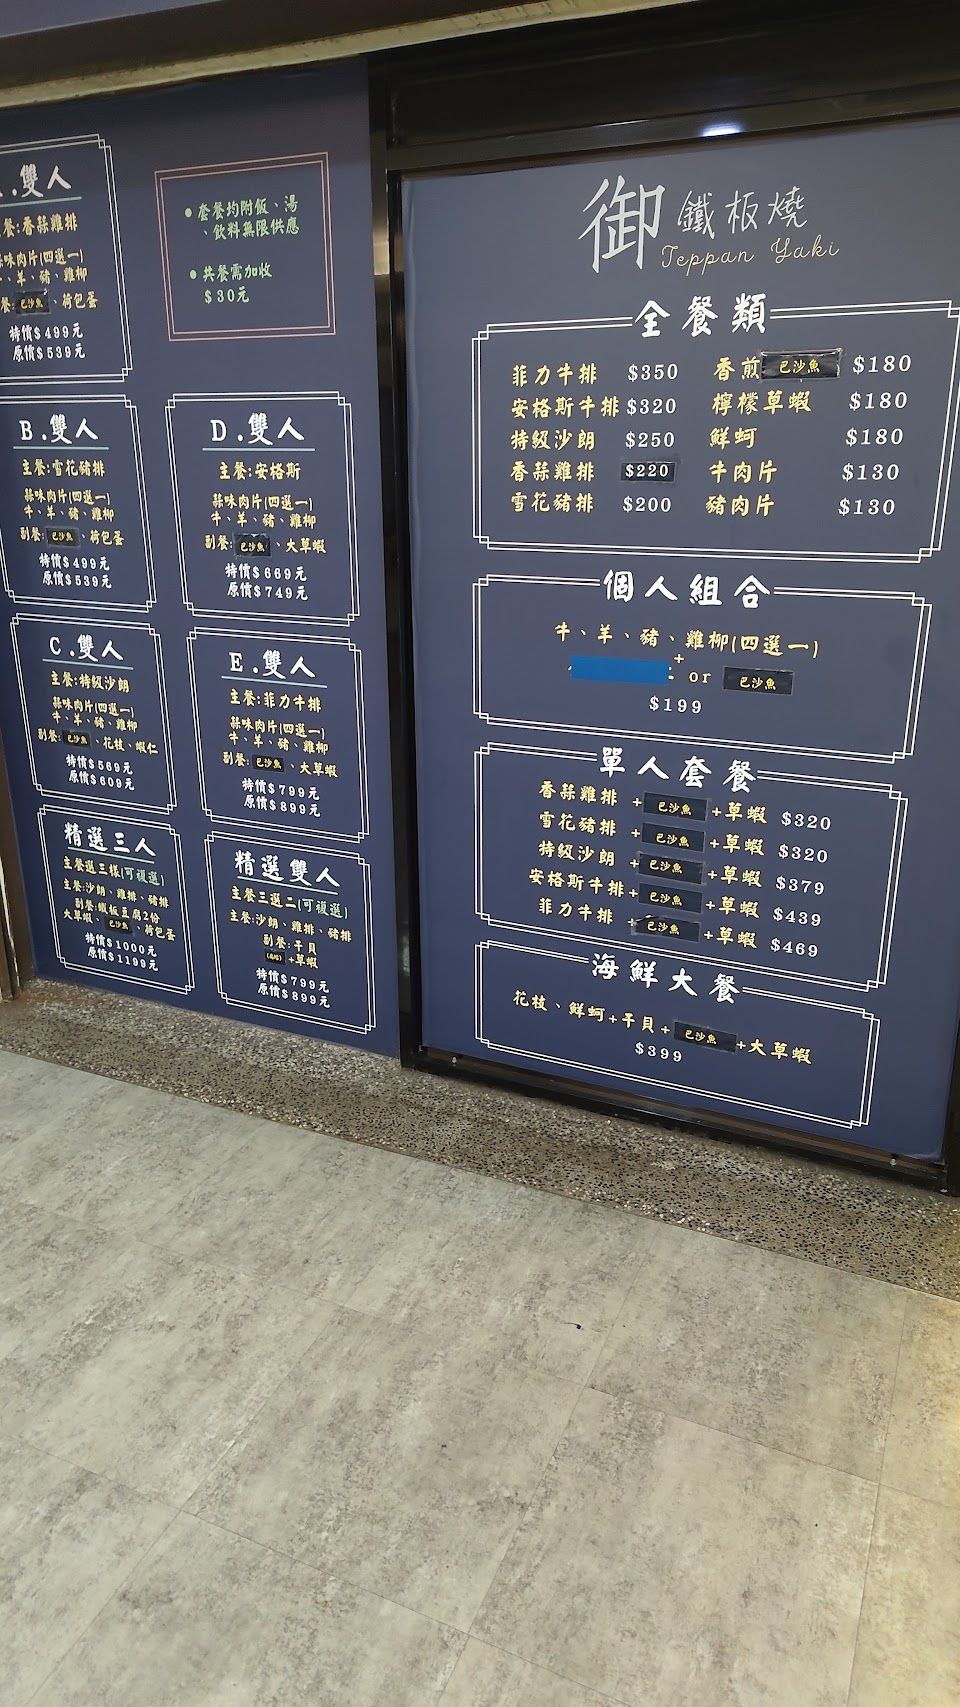 .雙人
餐:香蒜雞排
蒜味肉片(四選一)
、羊、豬、雞柳
餐:巴沙魚、荷包蛋
特價$499元
原價$539元
•套餐均附飯、湯
、飲料無限供應
•共餐需加收
$30元
B.雙人
主餐:雪花豬排
蒜味肉片(四選一)
牛、羊、豬、雞柳
副餐:巴沙魚、荷包蛋
特價$499元
原價$539元
D.雙人
主餐:安格斯
蒜味肉片(四選一)
牛、羊、豬、雞柳
副餐:巴沙魚、大草蝦
特價$669元
原價$749元
C.雙人
主餐:特級沙朗
蒜味肉片(四選一)
牛、羊、豬、雞柳
副餐:巴沙魚、花枝、蝦仁
特價$569元
原價$609元
E.雙人
主餐:菲力牛排
蒜味肉片(四選一)
牛、羊、豬、雞柳
副餐:巴沙魚、大草蝦
特價$799元
原價$899元
精選三人
主餐選三樣(可複選)
主餐:沙朗、雞排、豬排
副餐:鐵板豆腐2份
大草蝦、巴沙魚、荷包蛋
特價$1000元
原價$1199元
精選雙人
主餐三選二(可複選)
主餐:沙朗、雞排、豬排
副餐:干貝
+草蝦
特價$799元
原價$899元
御 鐵板燒
Teppan Yaki
全餐類
菲力牛排 $350 香煎巴沙魚 $180
安格斯牛排 $320 檸檬草蝦 $180
特級沙朗 $250 鮮蚵 $180
香蒜雞排 $220 牛肉片 $130
雪花豬排 $200 豬肉片 $130
個人組合
牛、羊、豬、雞柳(四選一)
+
or 巴沙魚
$199
單人套餐
香蒜雞排+巴沙魚+草蝦 $320
雪花豬排+巴沙魚+草蝦 $320
特級沙朗+巴沙魚+草蝦 $379
安格斯牛排+巴沙魚+草蝦 $439
菲力牛排+巴沙魚+草蝦 $469
海鮮大餐
花枝、鮮蚵+干貝+巴沙魚+大草蝦
$399